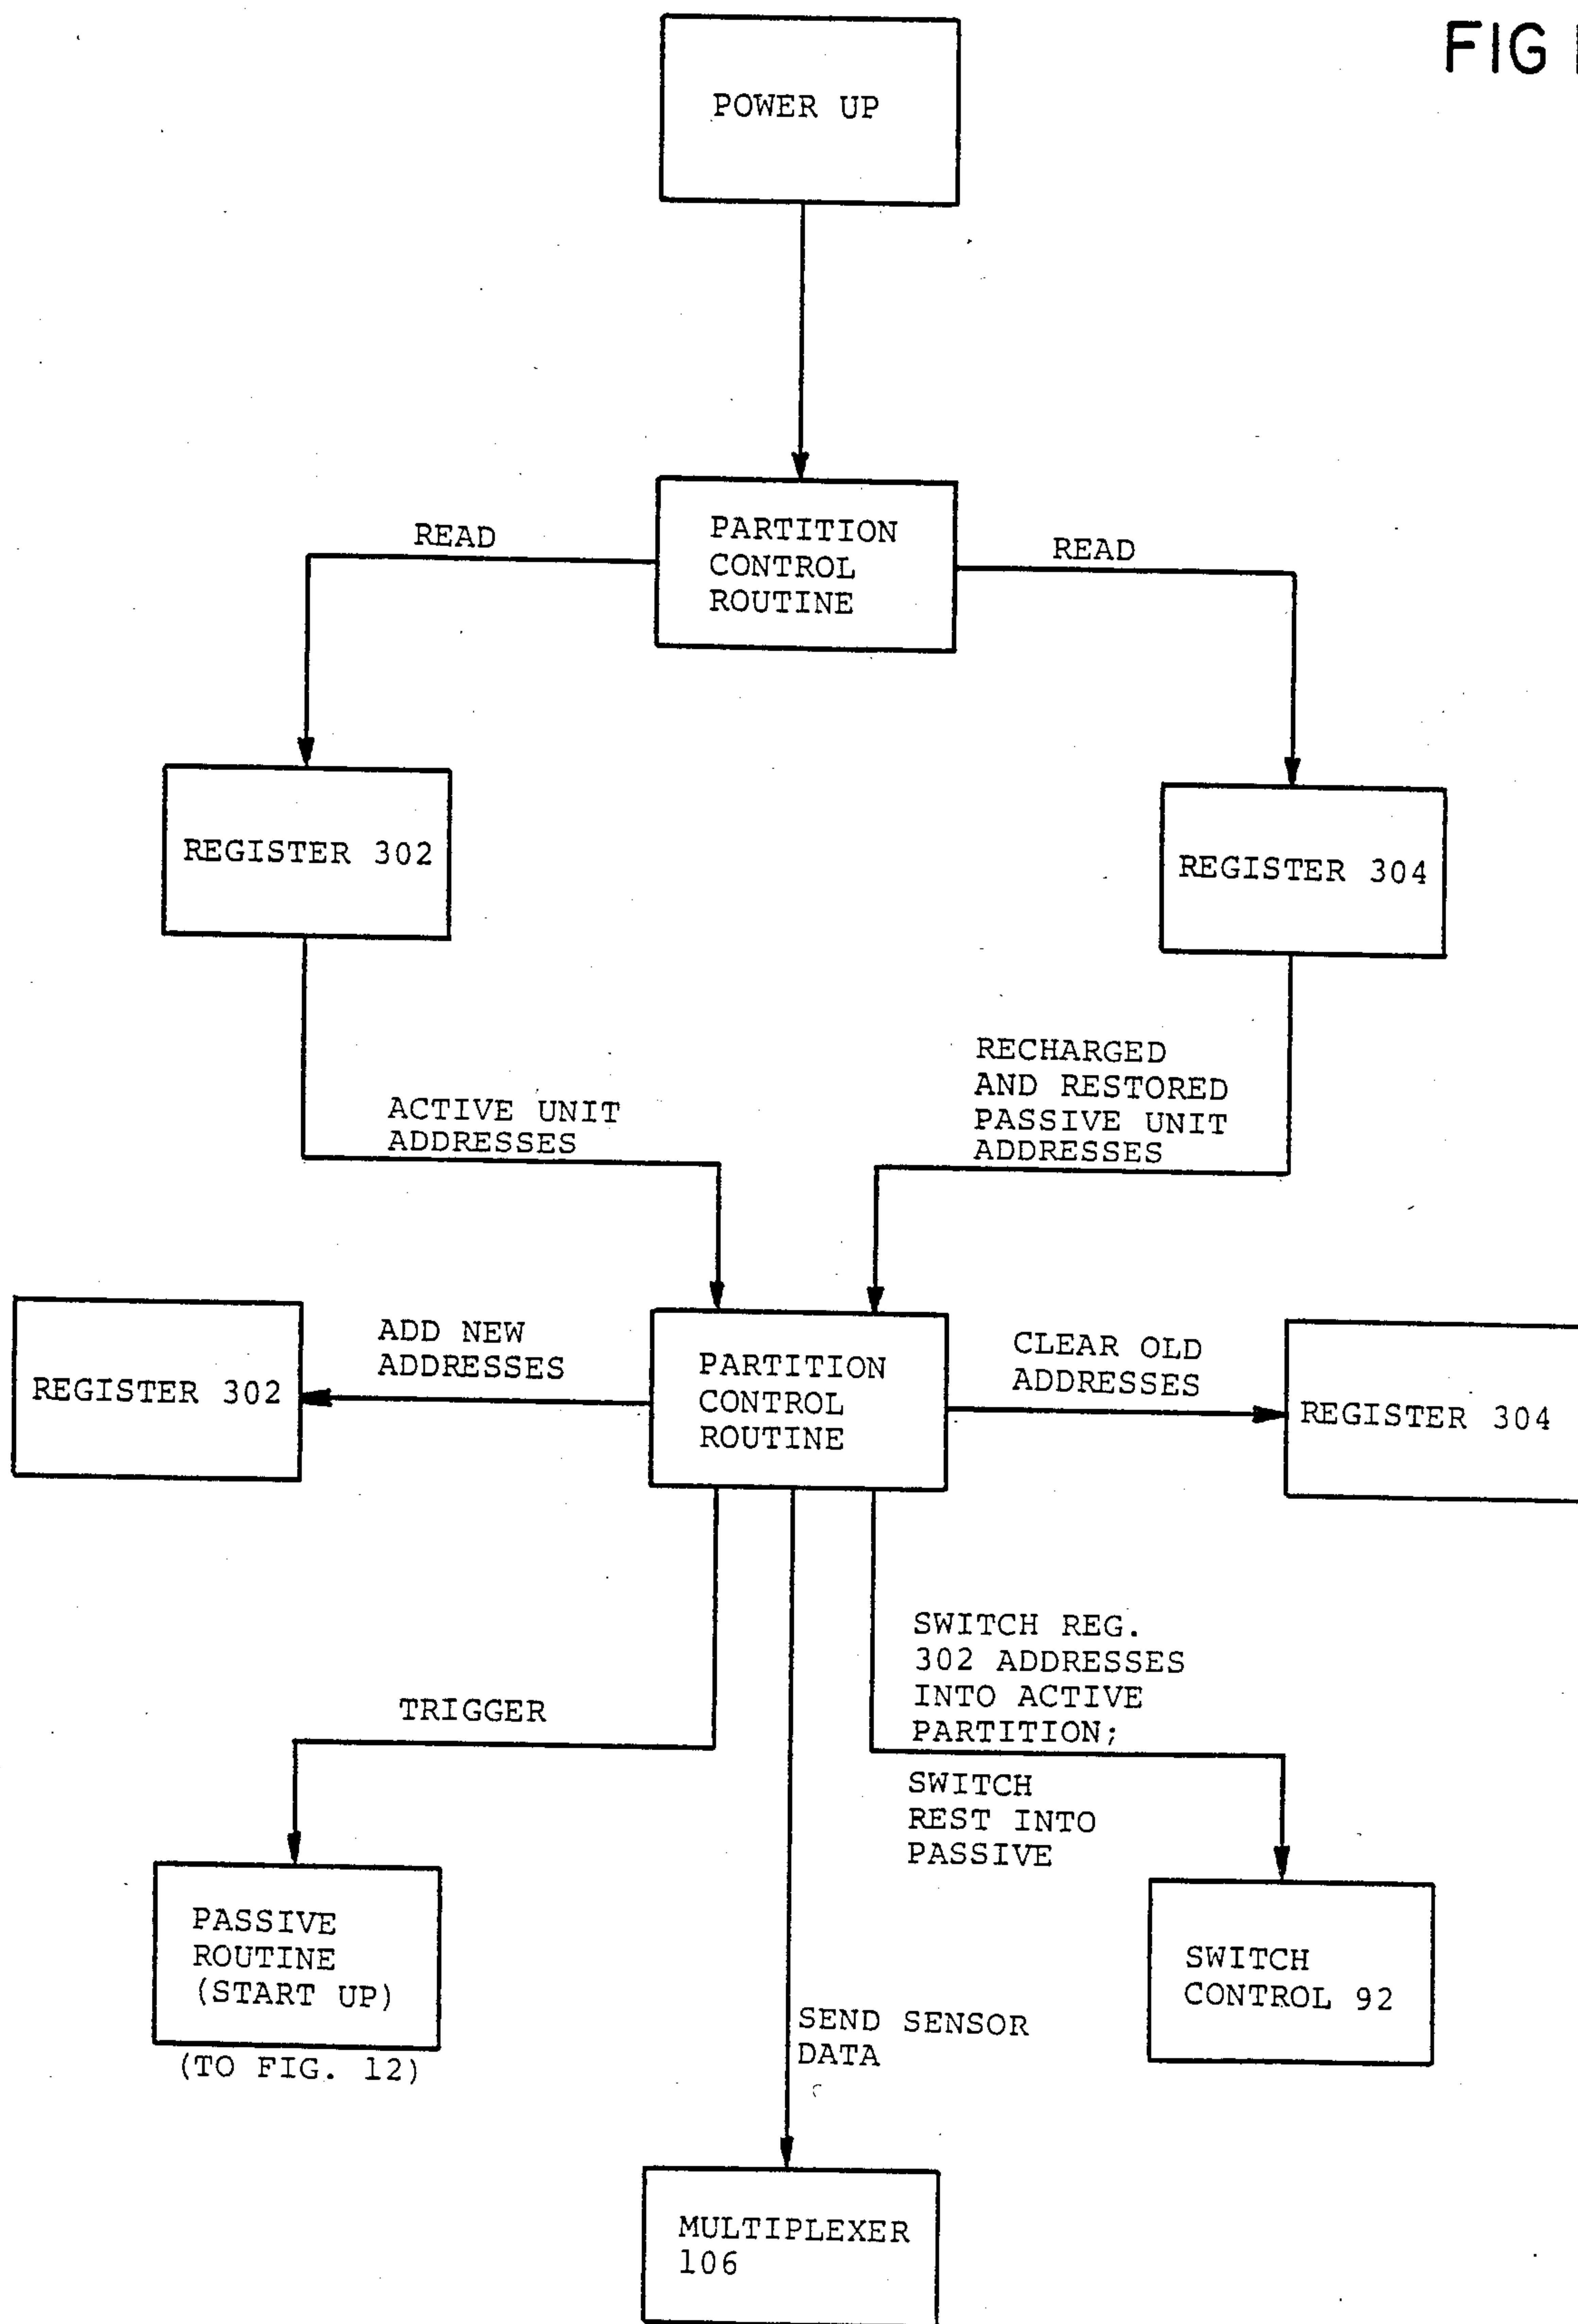 FIG
POWER UP
PARTITION
CONTROL
ROUTINE
READ
READ
REGISTER 302
REGISTER 304
ACTIVE UNIT
ADDRESSES
RECHARGED
AND RESTORED
PASSIVE UNIT
ADDRESSES
REGISTER 302
ADD NEW
ADDRESSES
PARTITION
CONTROL
ROUTINE
CLEAR OLD
ADDRESSES
REGISTER 304
TRIGGER
SWITCH REG.
302 ADDRESSES
INTO ACTIVE
PARTITION;
SWITCH
REST INTO
PASSIVE
PASSIVE
ROUTINE
(START UP)
(TO FIG. 12)
SEND SENSOR
DATA
SWITCH
CONTROL 92
MULTIPLEXER
106